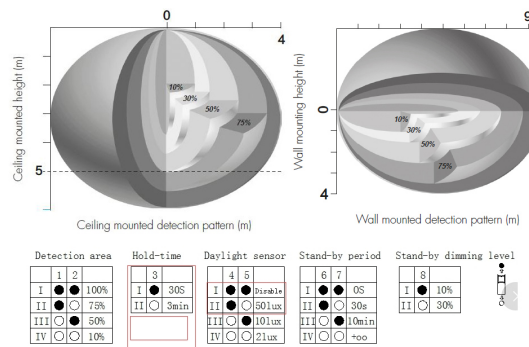 0
4
Ceiling mounted height (m)
5
10%
30%
50%
75%
Ceiling mounted detection pattern (m)
9
Wall mounting height (m)
0
4
10%
30%
50%
75%
Wall mounted detection pattern (m)
Detection area
1 2
I 100%
II 75%
III 50%
IV 10%
Hold-time
3
I 30S
II 3min
Daylight sensor
4 5
I Disable
II 50lux
III 10lux
IV 2lux
Stand-by period
6 7
I 0S
II 30s
III 10min
IV +oo
Stand-by dimming level
8
I 10%
II 30%